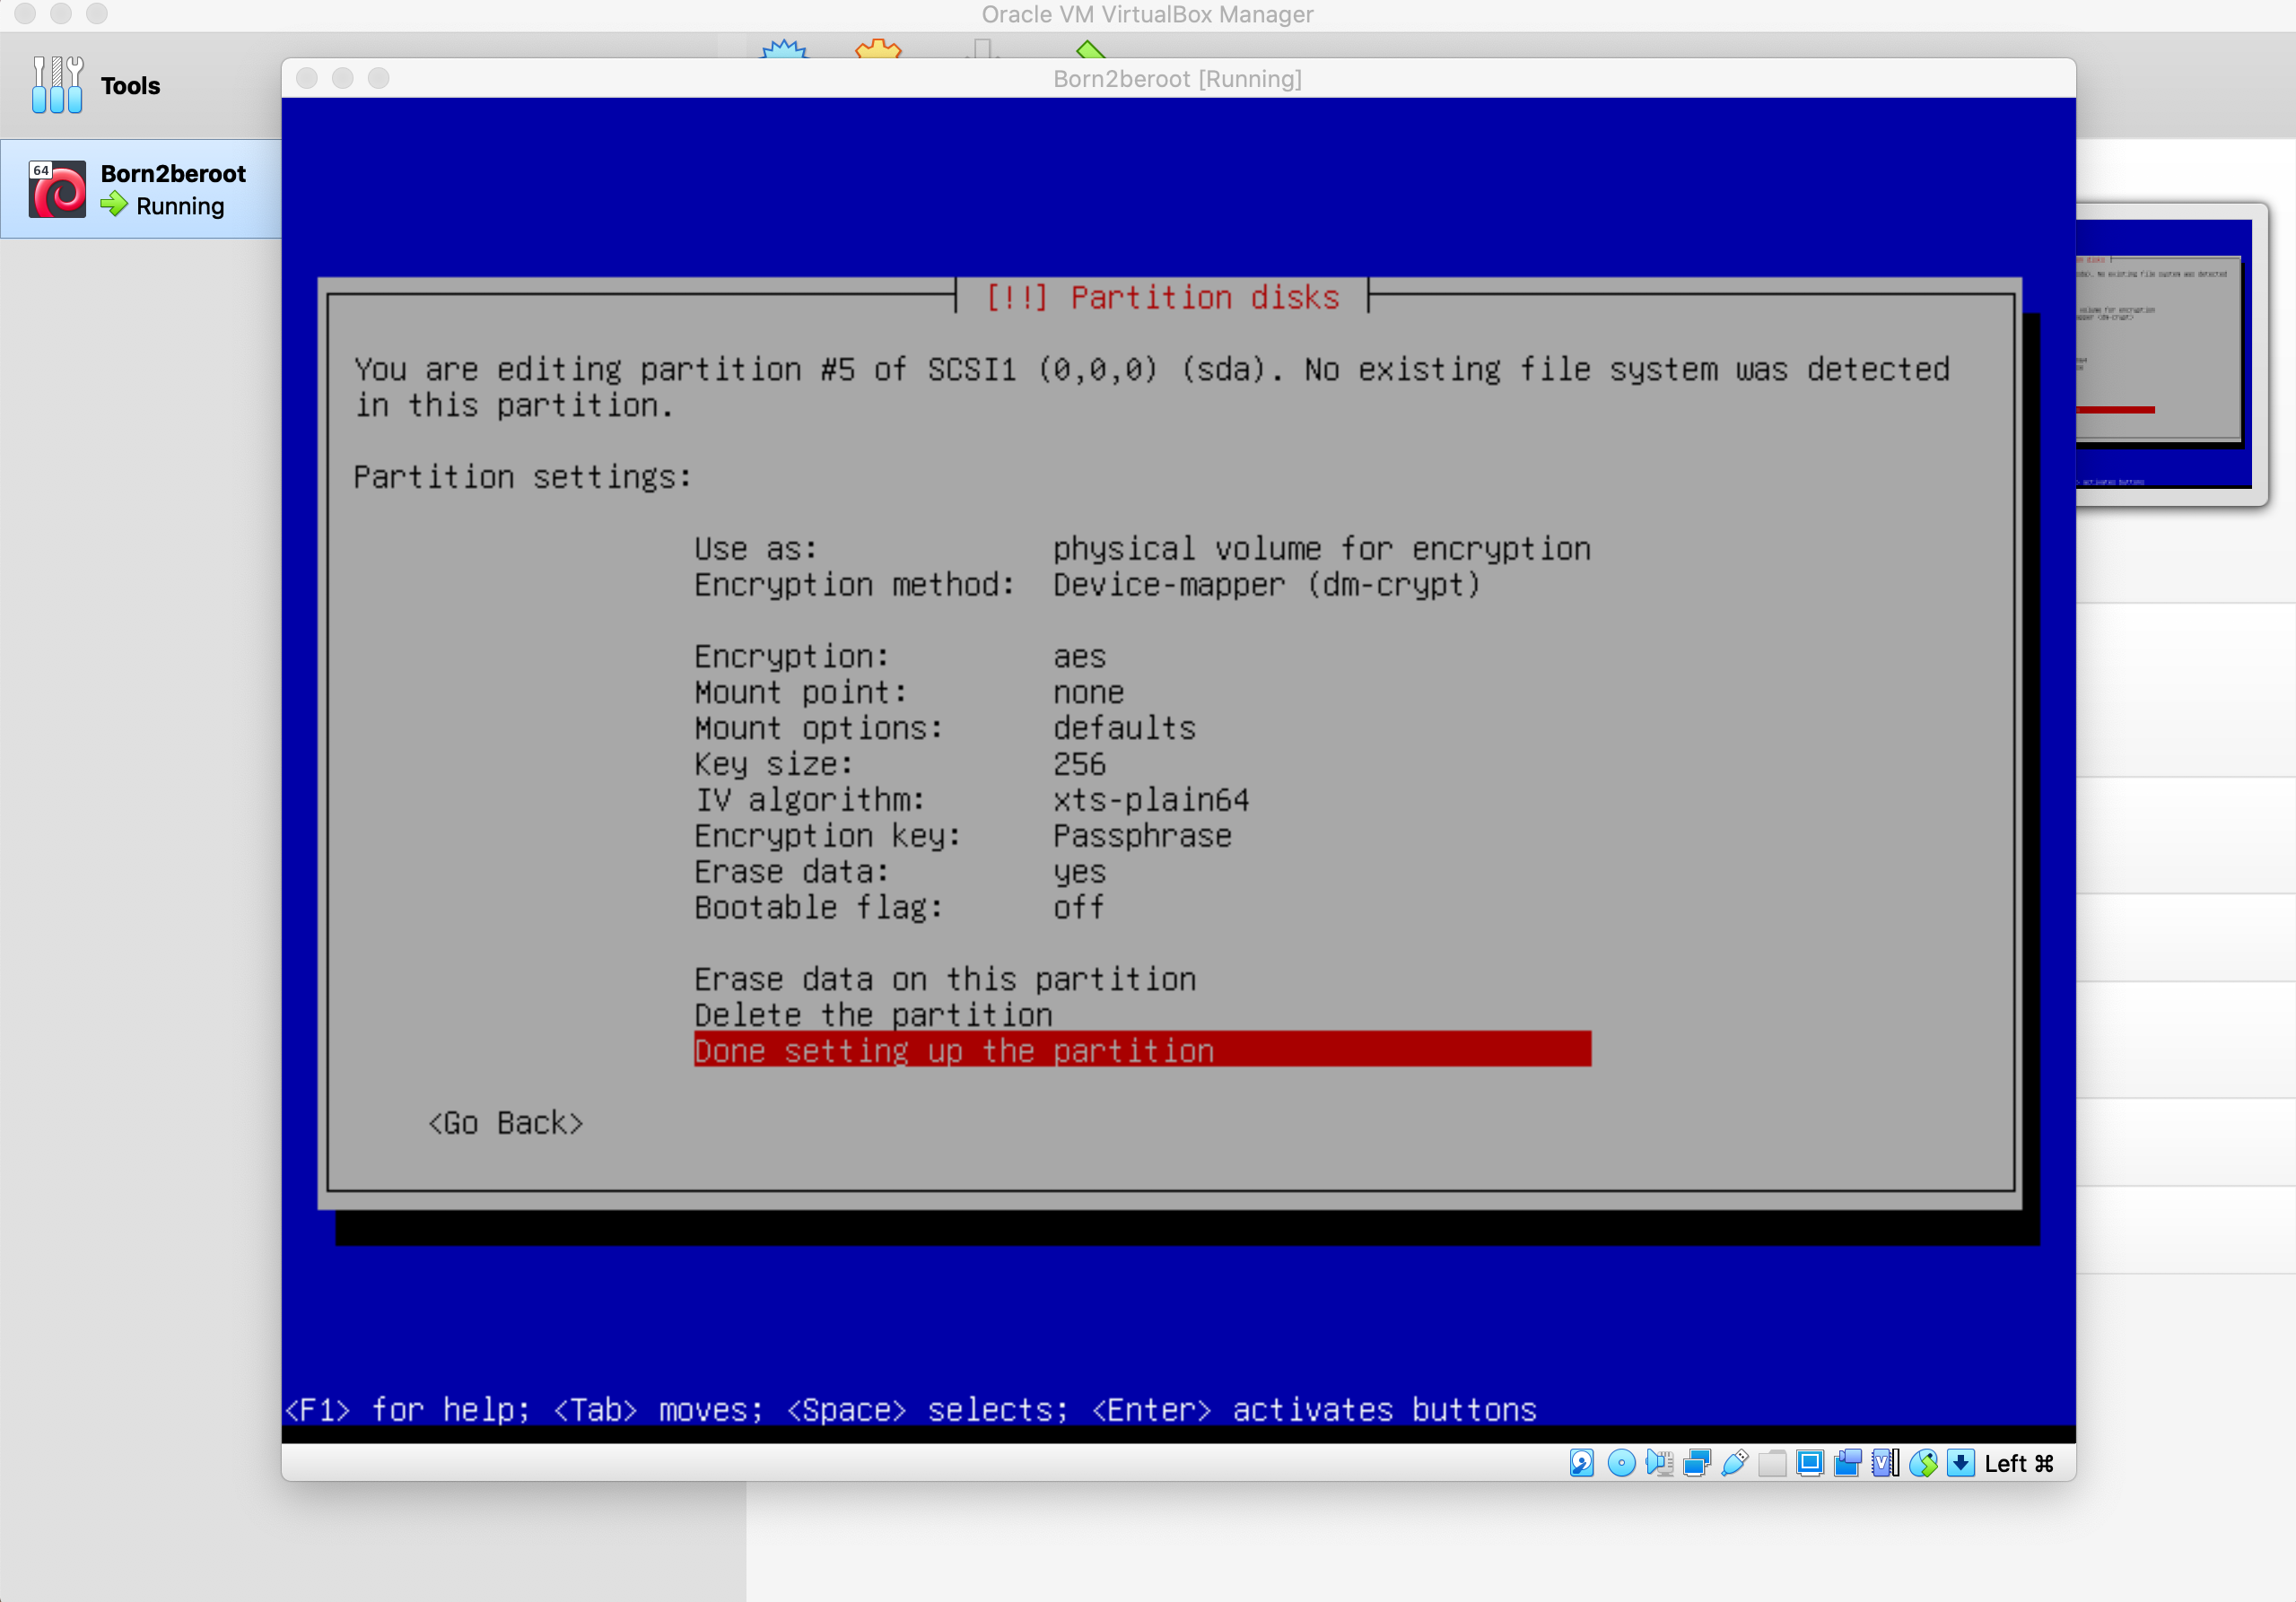 Oracle VM VirtualBox Manager
Tools
Born2beroot [Running]
64
Born2beroot
Running
[!!] Partition disks
You are editing partition #5 of SCSI1 (0,0,0) (sda). No existing file system was detected
in this partition.
Partition settings:
Use as: physical volume for encryption
Encryption method: Device-mapper (dm-crypt)
Encryption: aes
Mount point: none
Mount options: defaults
Key size: 256
IV algorithm: xts-plain64
Encryption key: Passphrase
Erase data: yes
Bootable flag: off
Erase data on this partition
Delete the partition
Done setting up the partition
<Go Back>
<F1> for help; <Tab> moves; <Space> selects; <Enter> activates buttons
Left ⌘